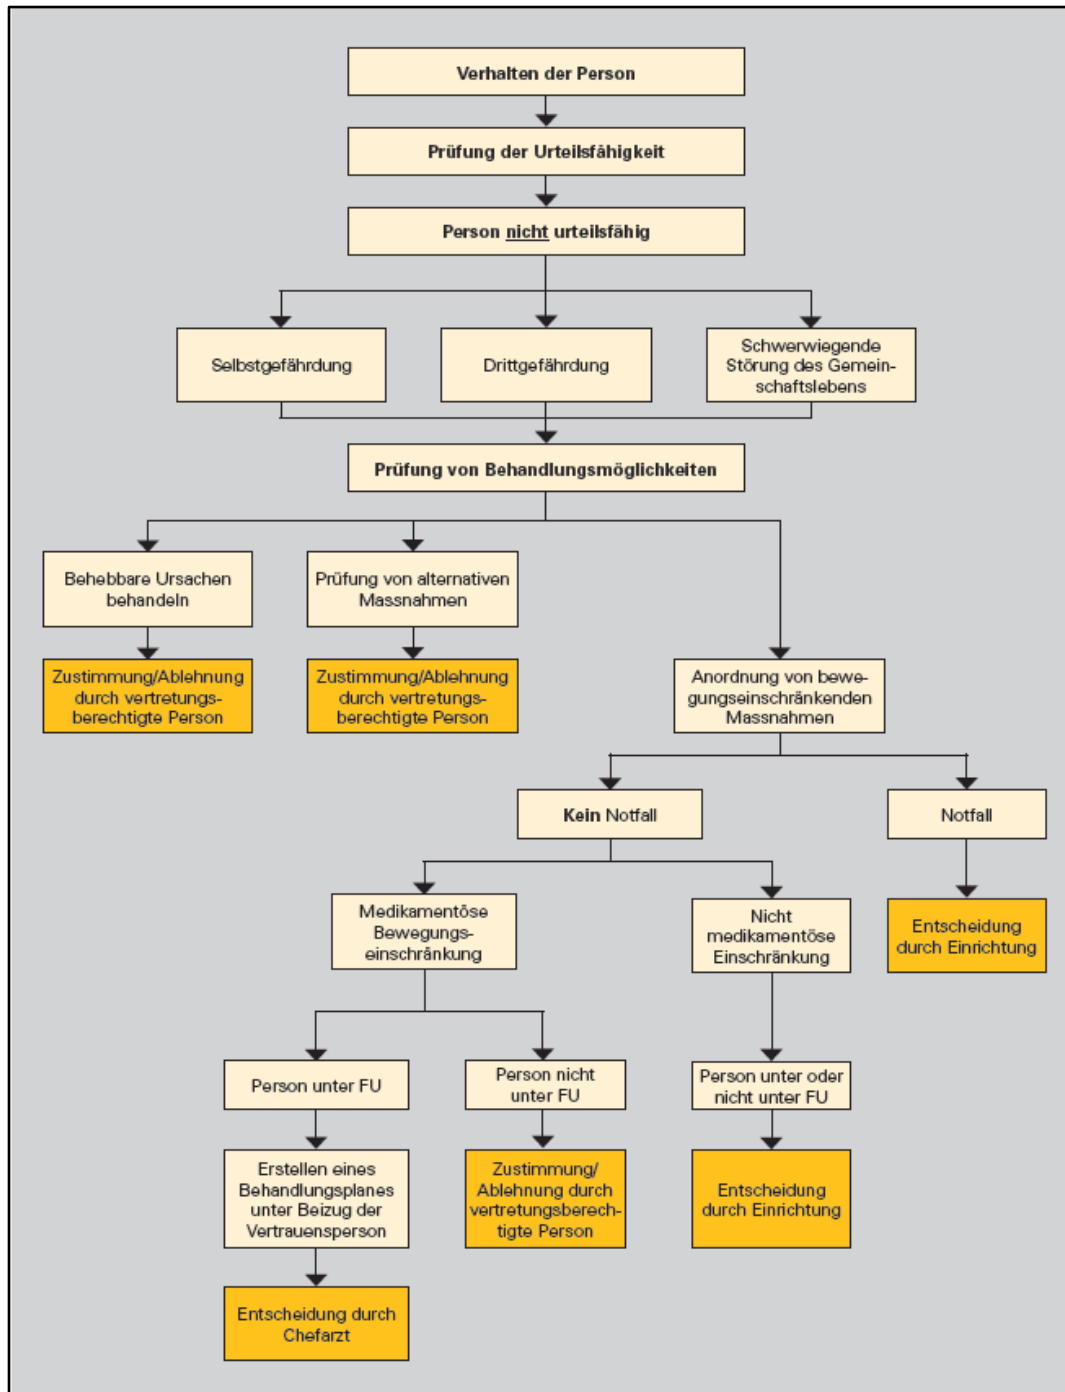 Verhalten der Person
Prüfung der Urteilsfähigkeit
Person nicht urteilsfähig
Selbstgefährdung
Drittgefährdung
Schwerwiegende
Störung des Gemein-
schaftslebens
Prüfung von Behandlungsmöglichkeiten
Behebbare Ursachen
behandeln
Prüfung von alternativen
Massnahmen
Zustimmung/Ablehnung
durch vertretungs-
berechtigte Person
Zustimmung/Ablehnung
durch vertretungs-
berechtigte Person
Anordnung von bewe-
gungseinschränkenden
Massnahmen
Kein Notfall
Notfall
Medikamentöse
Bewegungs-
einschränkung
Nicht
medikamentöse
Einschränkung
Entscheidung
durch Einrichtung
Person unter FU
Person nicht
unter FU
Person unter oder
nicht unter FU
Erstellen eines
Behandlungsplanes
unter Beizug der
Vertrauensperson
Zustimmung/
Ablehnung durch
vertretungsberech-
tigte Person
Entscheidung
durch Einrichtung
Entscheidung durch
Chefarzt